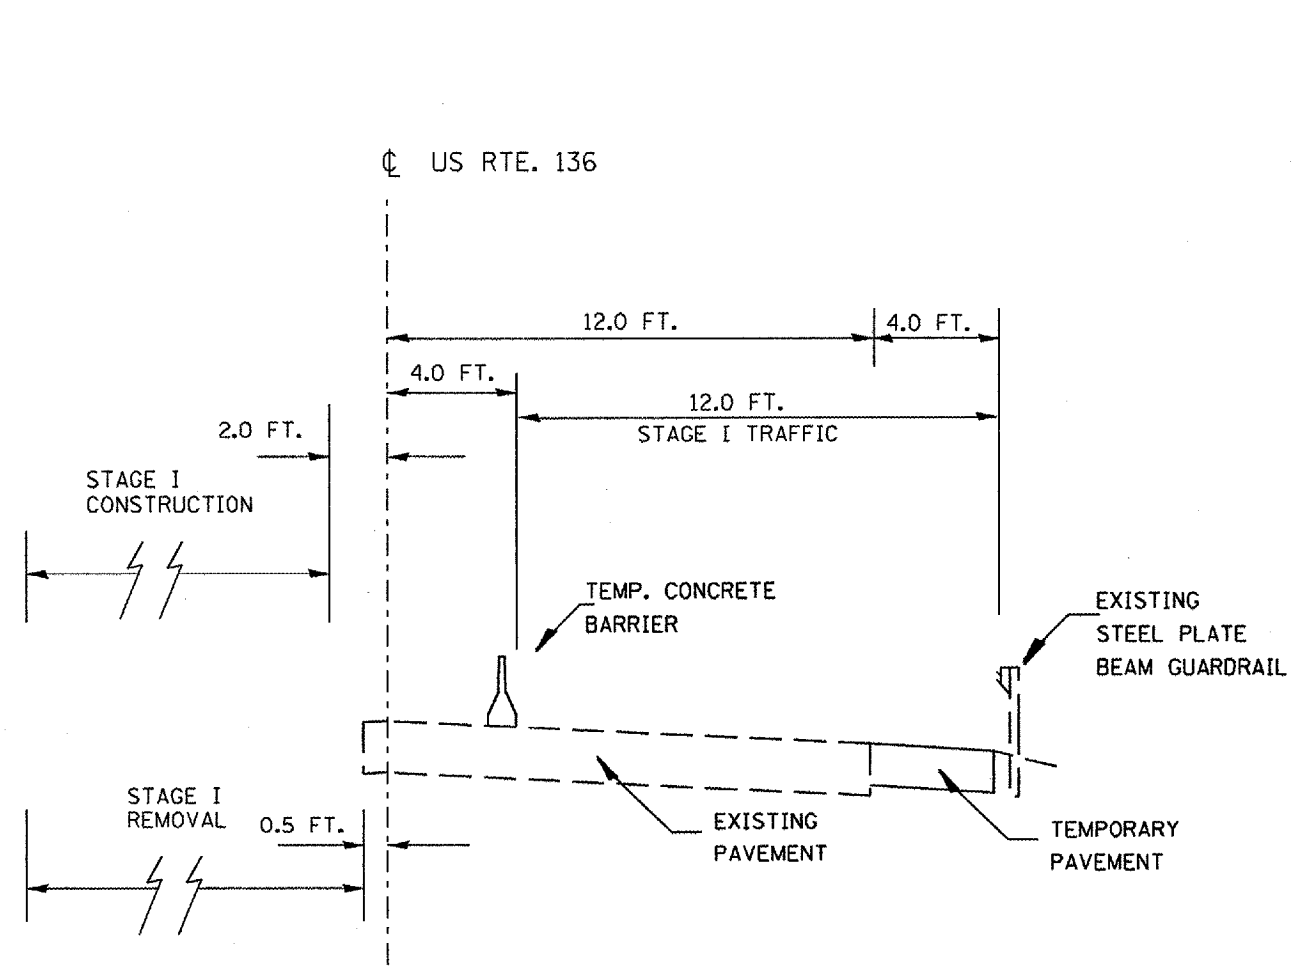 ℄ US RTE. 136
12.0 FT.
4.0 FT.
4.0 FT.
12.0 FT.
STAGE I TRAFFIC
2.0 FT.
STAGE I
CONSTRUCTION
TEMP. CONCRETE
BARRIER
EXISTING
STEEL PLATE
BEAM GUARDRAIL
STAGE I
REMOVAL
0.5 FT.
EXISTING
PAVEMENT
TEMPORARY
PAVEMENT